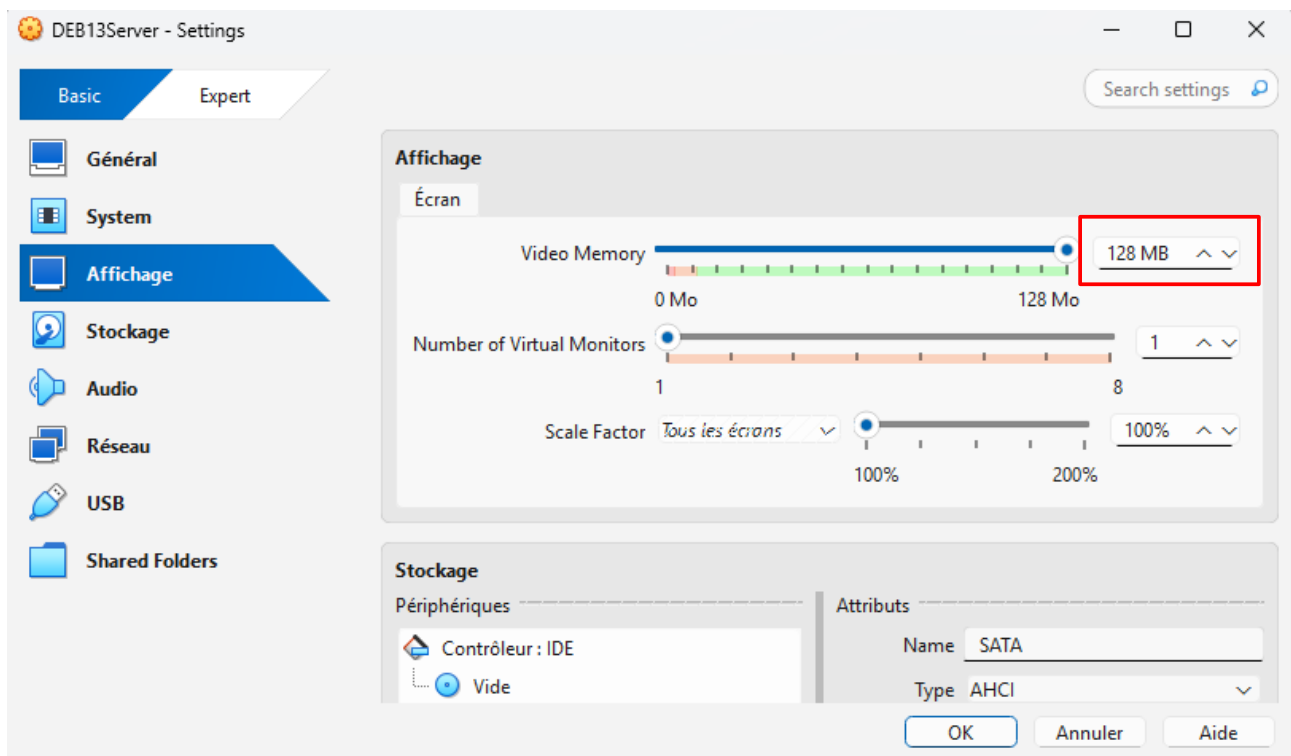 DEB13Server - Settings
Basic
Expert
Search settings
Général
System
Affichage
Stockage
Audio
Réseau
USB
Shared Folders
Affichage
Écran
Video Memory
128 MB
0 Mo
128 Mo
Number of Virtual Monitors
1
1
8
Scale Factor
Tous les écrans
100%
100%
200%
Stockage
Périphériques
Attributs
Contrôleur : IDE
Name
SATA
Vide
Type
AHCI
OK
Annuler
Aide